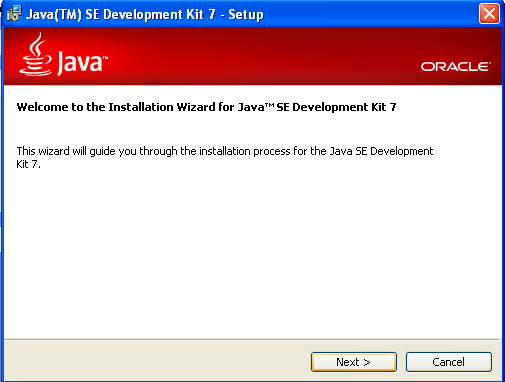 Java(TM) SE Development Kit 7 - Setup
Java™
ORACLE®
Welcome to the Installation Wizard for Java™ SE Development Kit 7
This wizard will guide you through the installation process for the Java SE Development
Kit 7.
Next >
Cancel